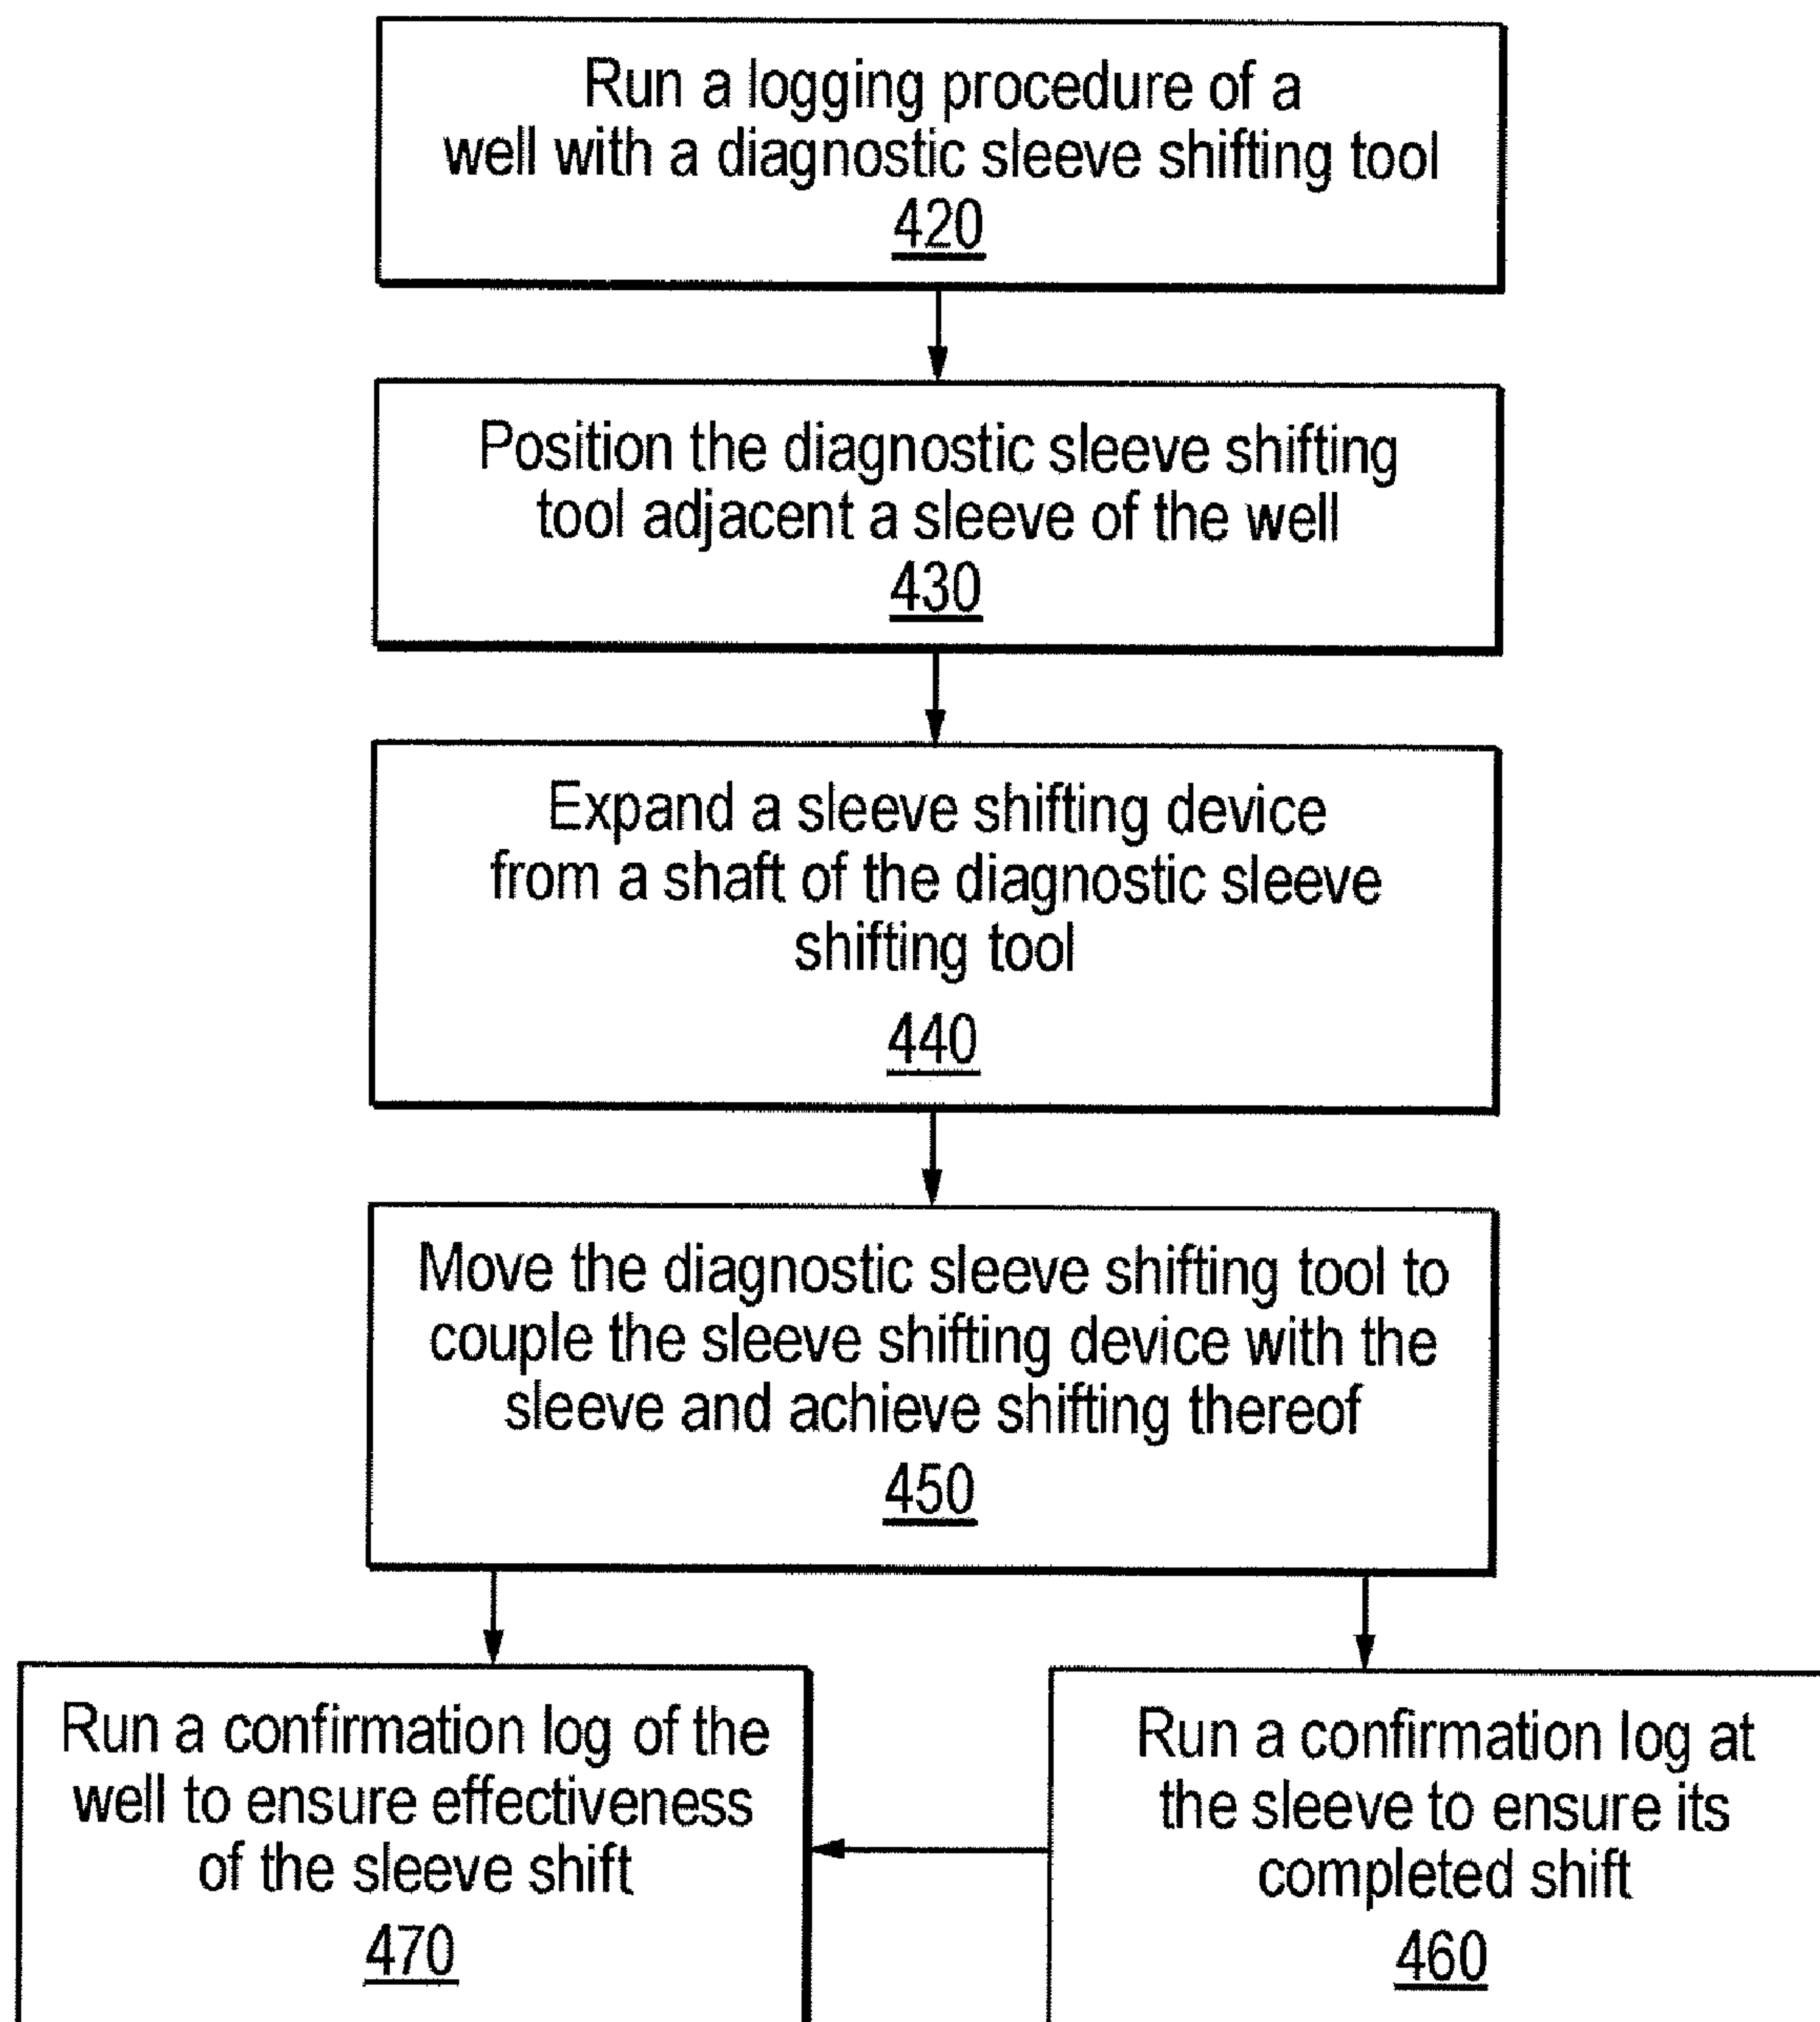 Run a logging procedure of a
well with a diagnostic sleeve shifting tool
420
Position the diagnostic sleeve shifting
tool adjacent a sleeve of the well
430
Expand a sleeve shifting device
from a shaft of the diagnostic sleeve
shifting tool
440
Move the diagnostic sleeve shifting tool to
couple the sleeve shifting device with the
sleeve and achieve shifting thereof
450
Run a confirmation log of the
well to ensure effectiveness
of the sleeve shift
470
Run a confirmation log at
the sleeve to ensure its
completed shift
460